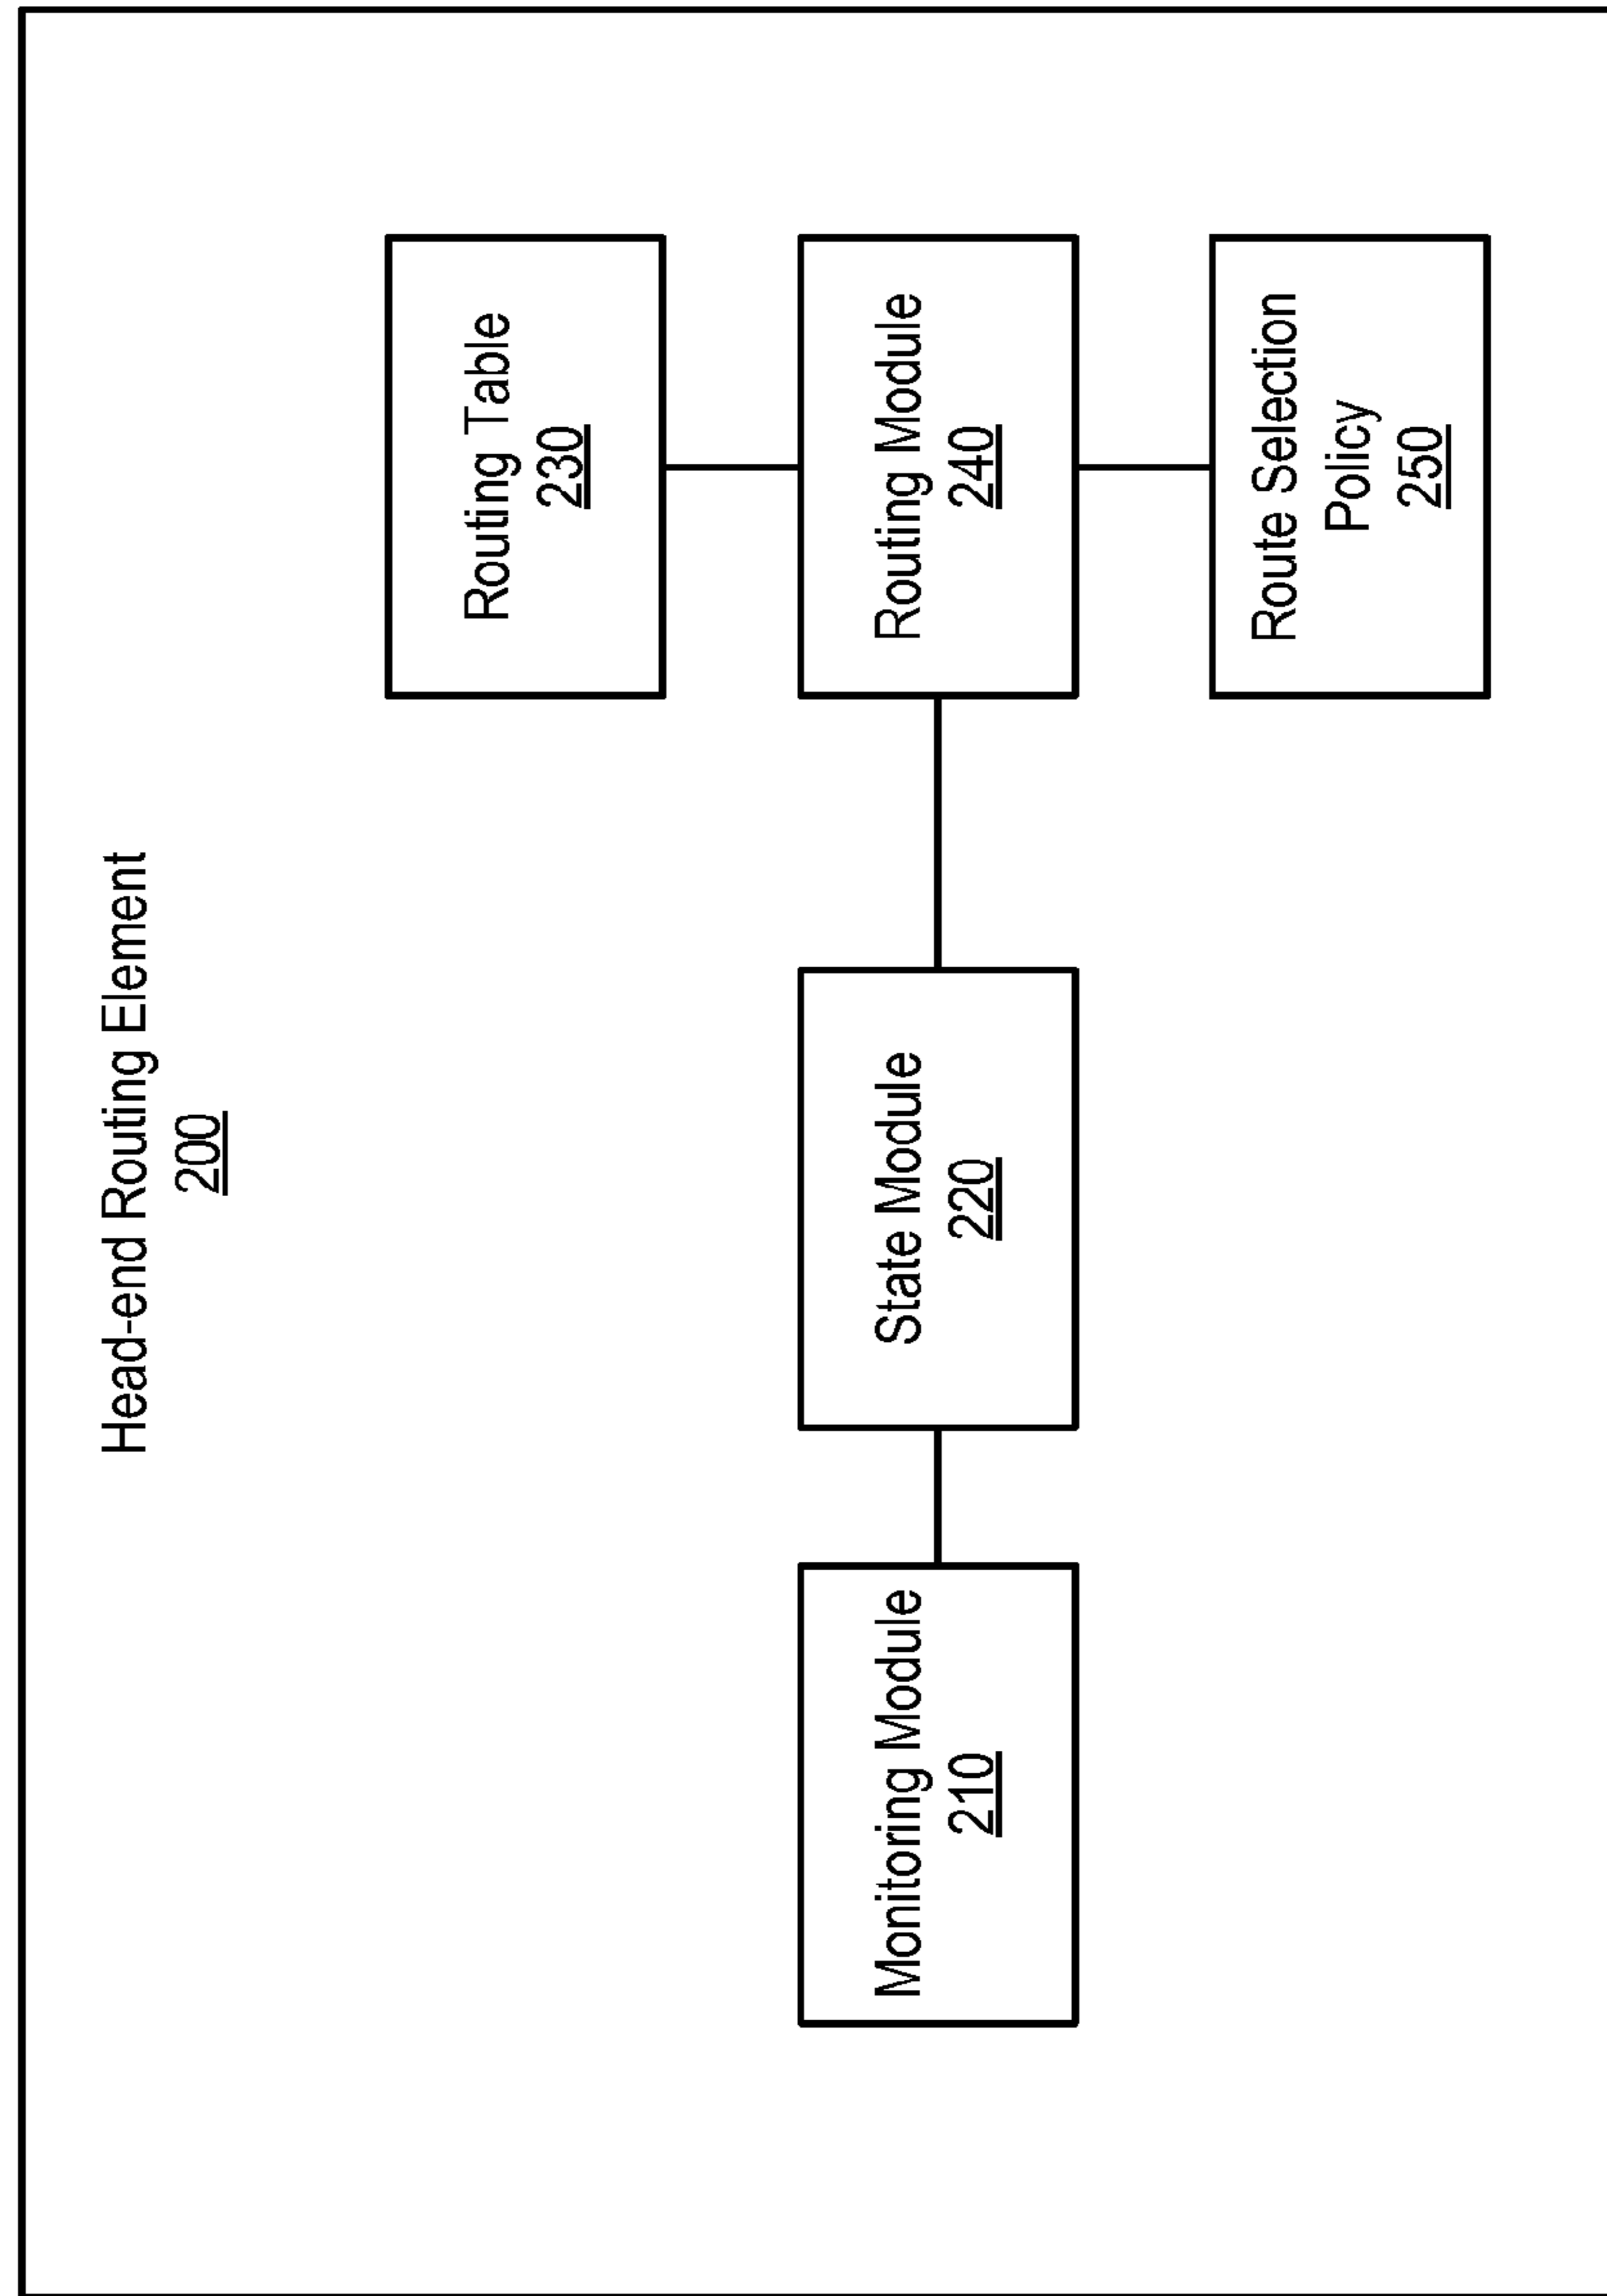 Head-end Routing Element
200
Monitoring Module
210
State Module
220
Routing Table
230
Routing Module
240
Route Selection
Policy
250